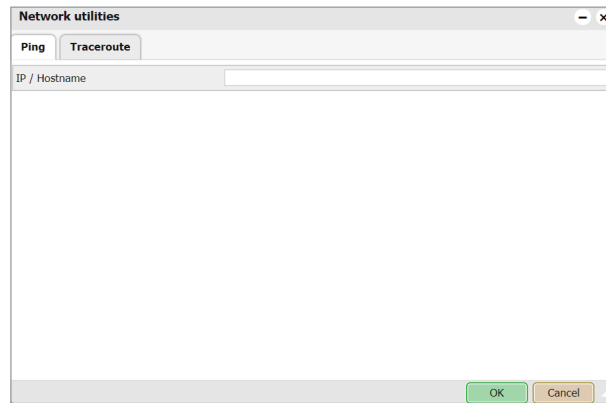 Network utilities
Ping Traceroute
IP / Hostname
OK Cancel